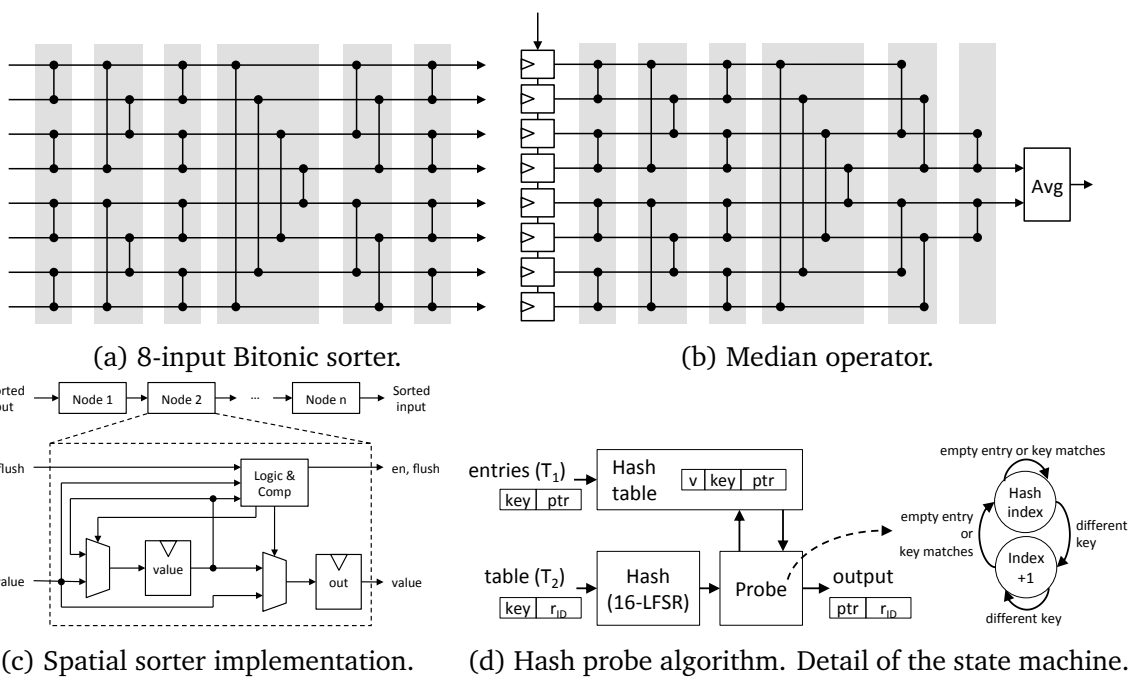 (a) 8-input Bitonic sorter.
Avg
(b) Median operator.
Node 1
Node 2
...
Node n
Sorted
input
flush
Logic &
Comp
en, flush
value
value
out
value
(c) Spatial sorter implementation.
entries (T1)
key ptr
Hash
table
v key ptr
table (T2)
key rID
Hash
(16-LFSR)
Probe
output
ptr rID
empty entry or key matches
Hash
index
empty entry
or
key matches
different
key
Index
+1
different key
(d) Hash probe algorithm. Detail of the state machine.